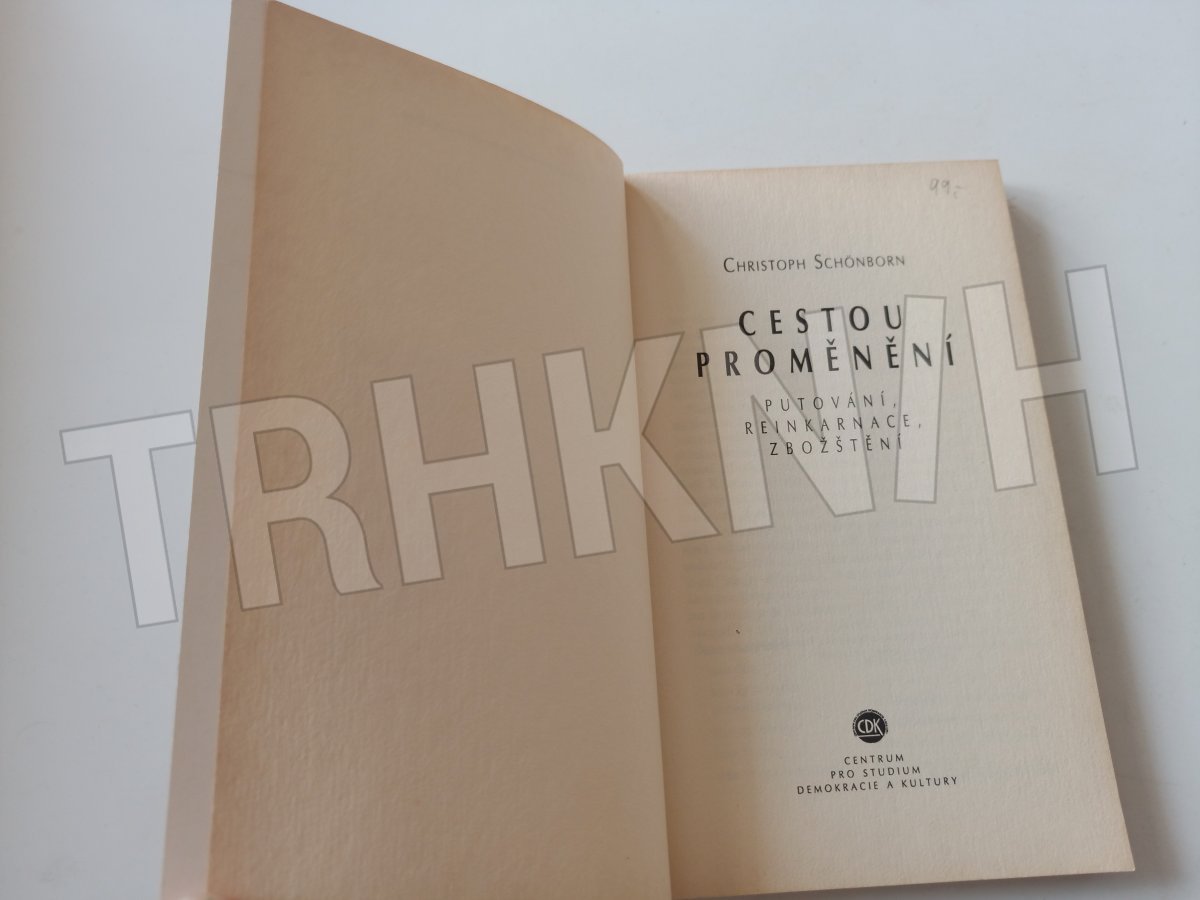 99,-
CHRISTOPH SCHÖNBORN
CESTOU
PROMĚNĚNÍ
PUTOVÁNÍ,
REINKARNACE,
ZBOŽŠTĚNÍ
TRHKNIH
CDK
CENTRUM
PRO STUDIUM
DEMOKRACIE A KULTURY